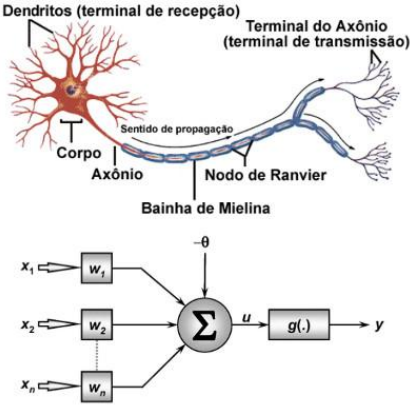 Dendritos (terminal de recepção)
Terminal do Axônio
(terminal de transmissão)
Sentido de propagação
Corpo
Axônio
Nodo de Ranvier
Bainha de Mielina
−θ
x1
w1
x2
w2
Σ
u
g(.)
y
xn
wn